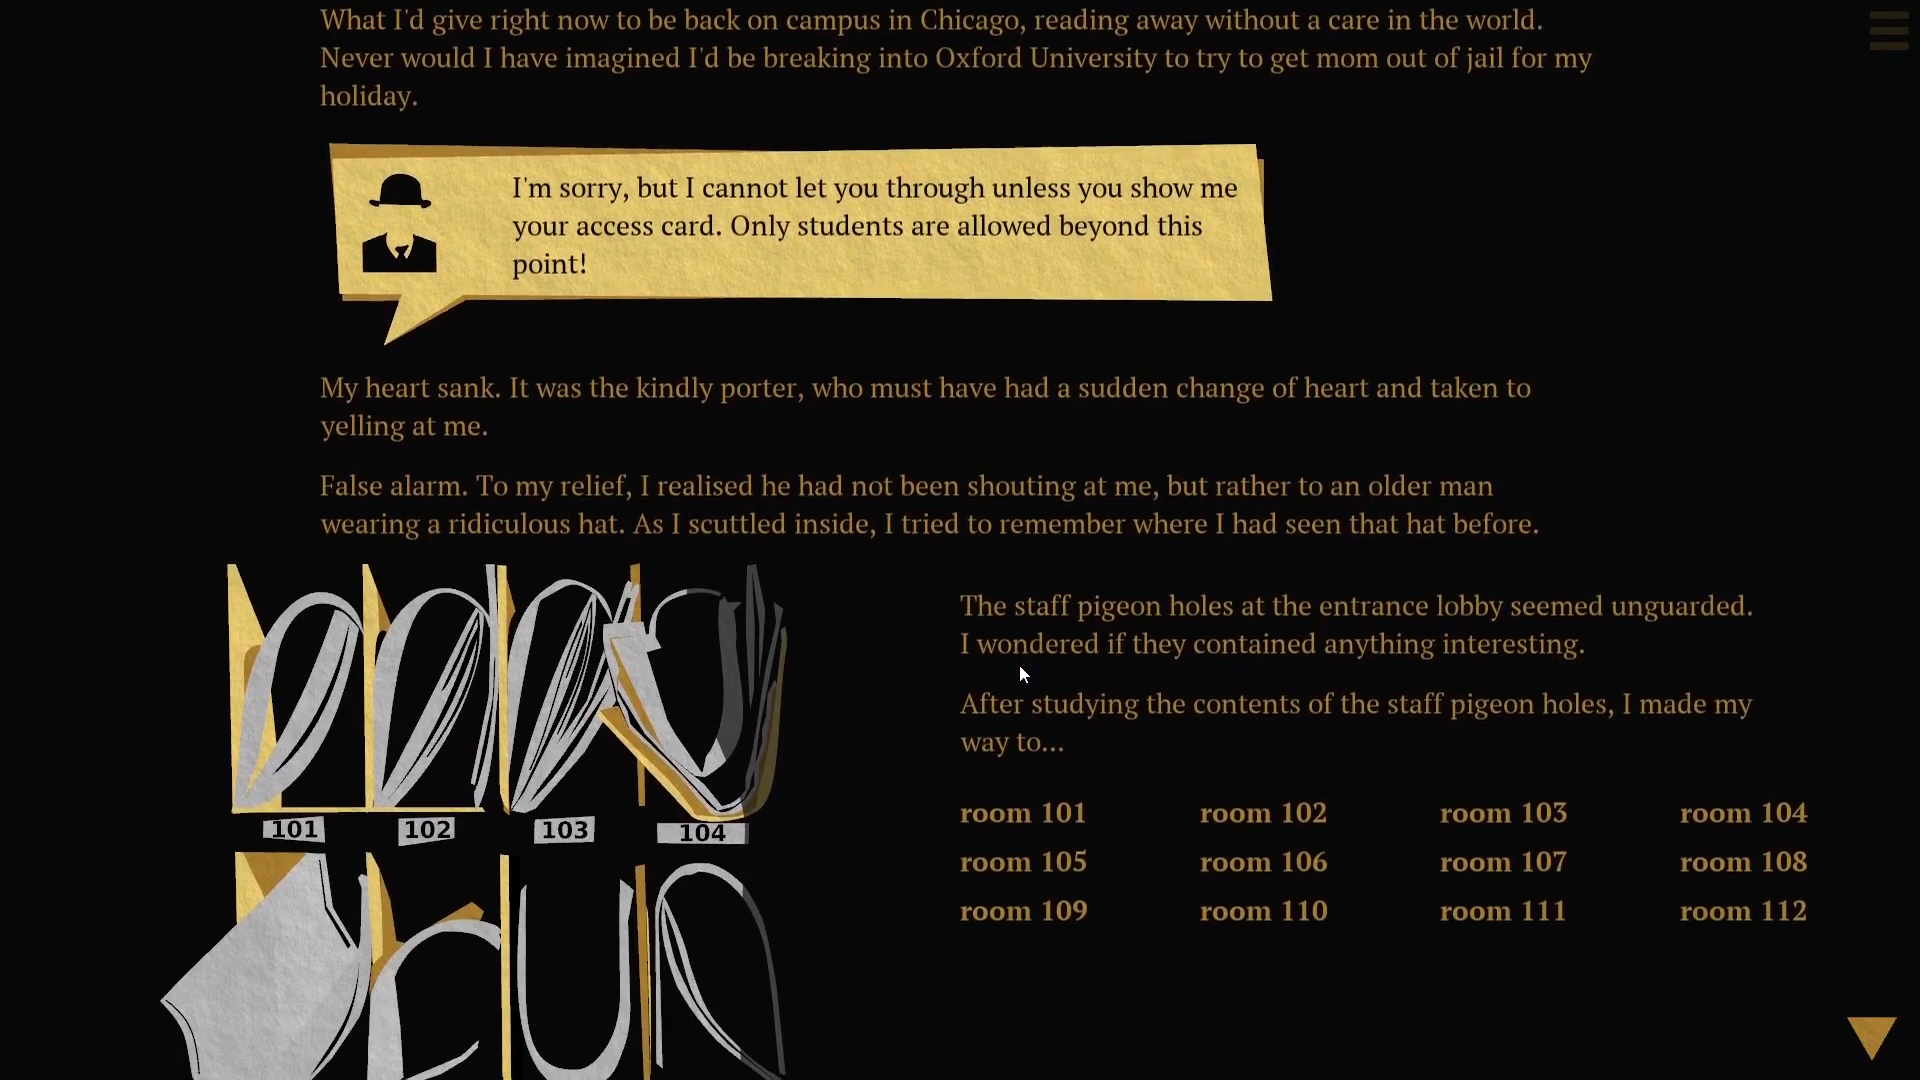 What I'd give right now to be back on campus in Chicago, reading away without a care in the world.
Never would I have imagined I'd be breaking into Oxford University to try to get mom out of jail for my
holiday.
I'm sorry, but I cannot let you through unless you show me
your access card. Only students are allowed beyond this
point!
My heart sank. It was the kindly porter, who must have had a sudden change of heart and taken to
yelling at me.
False alarm. To my relief, I realised he had not been shouting at me, but rather to an older man
wearing a ridiculous hat. As I scuttled inside, I tried to remember where I had seen that hat before.
101 102 103 104
The staff pigeon holes at the entrance lobby seemed unguarded.
I wondered if they contained anything interesting.
After studying the contents of the staff pigeon holes, I made my
way to...
room 101 room 102 room 103 room 104
room 105 room 106 room 107 room 108
room 109 room 110 room 111 room 112